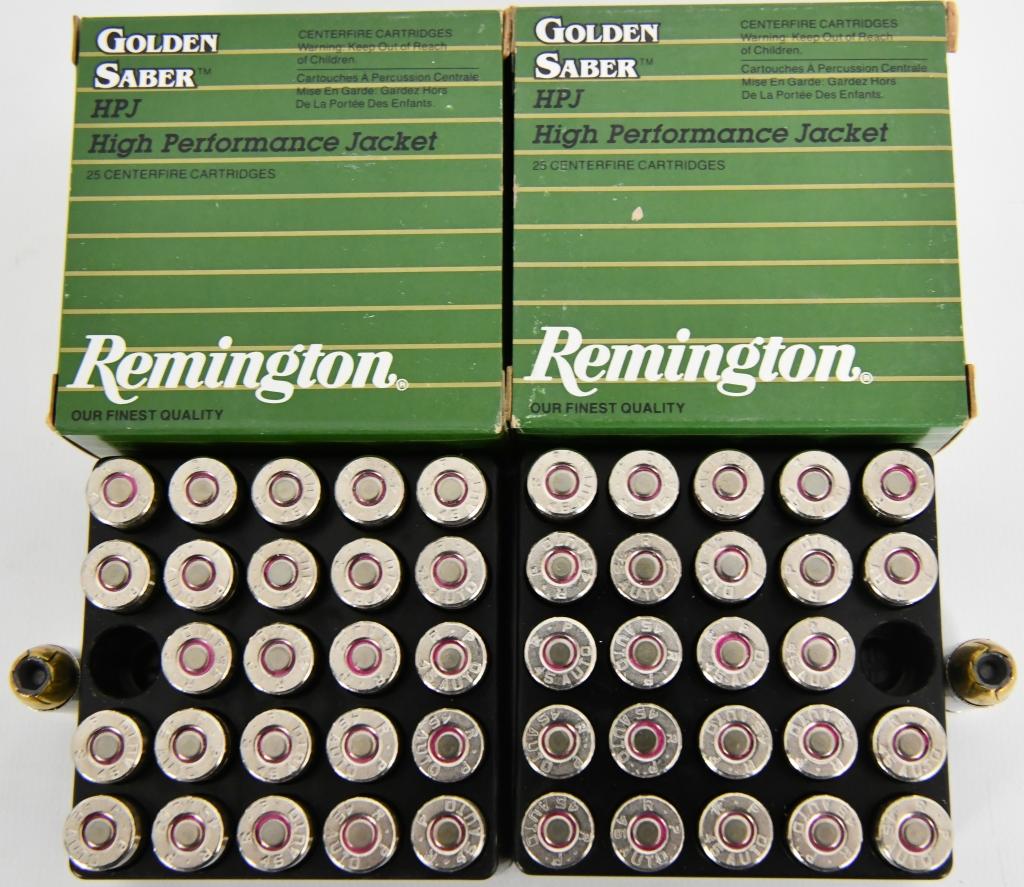 GOLDEN
SABER™
HPJ
High Performance Jacket
25 CENTERFIRE CARTRIDGES
CENTERFIRE CARTRIDGES
Warning: Keep Out of Reach
of Children.
Cartouches A Percussion Centrale
Mise En Garde: Gardez Hors
De La Portée Des Enfants.
Remington®
OUR FINEST QUALITY
GOLDEN
SABER™
HPJ
High Performance Jacket
25 CENTERFIRE CARTRIDGES
CENTERFIRE CARTRIDGES
Warning: Keep Out of Reach
of Children.
Cartouches A Percussion Centrale
Mise En Garde: Gardez Hors
De La Portée Des Enfants.
Remington®
OUR FINEST QUALITY
45 AUTO
45 AUTO
45 AUTO
45 AUTO
45 AUTO